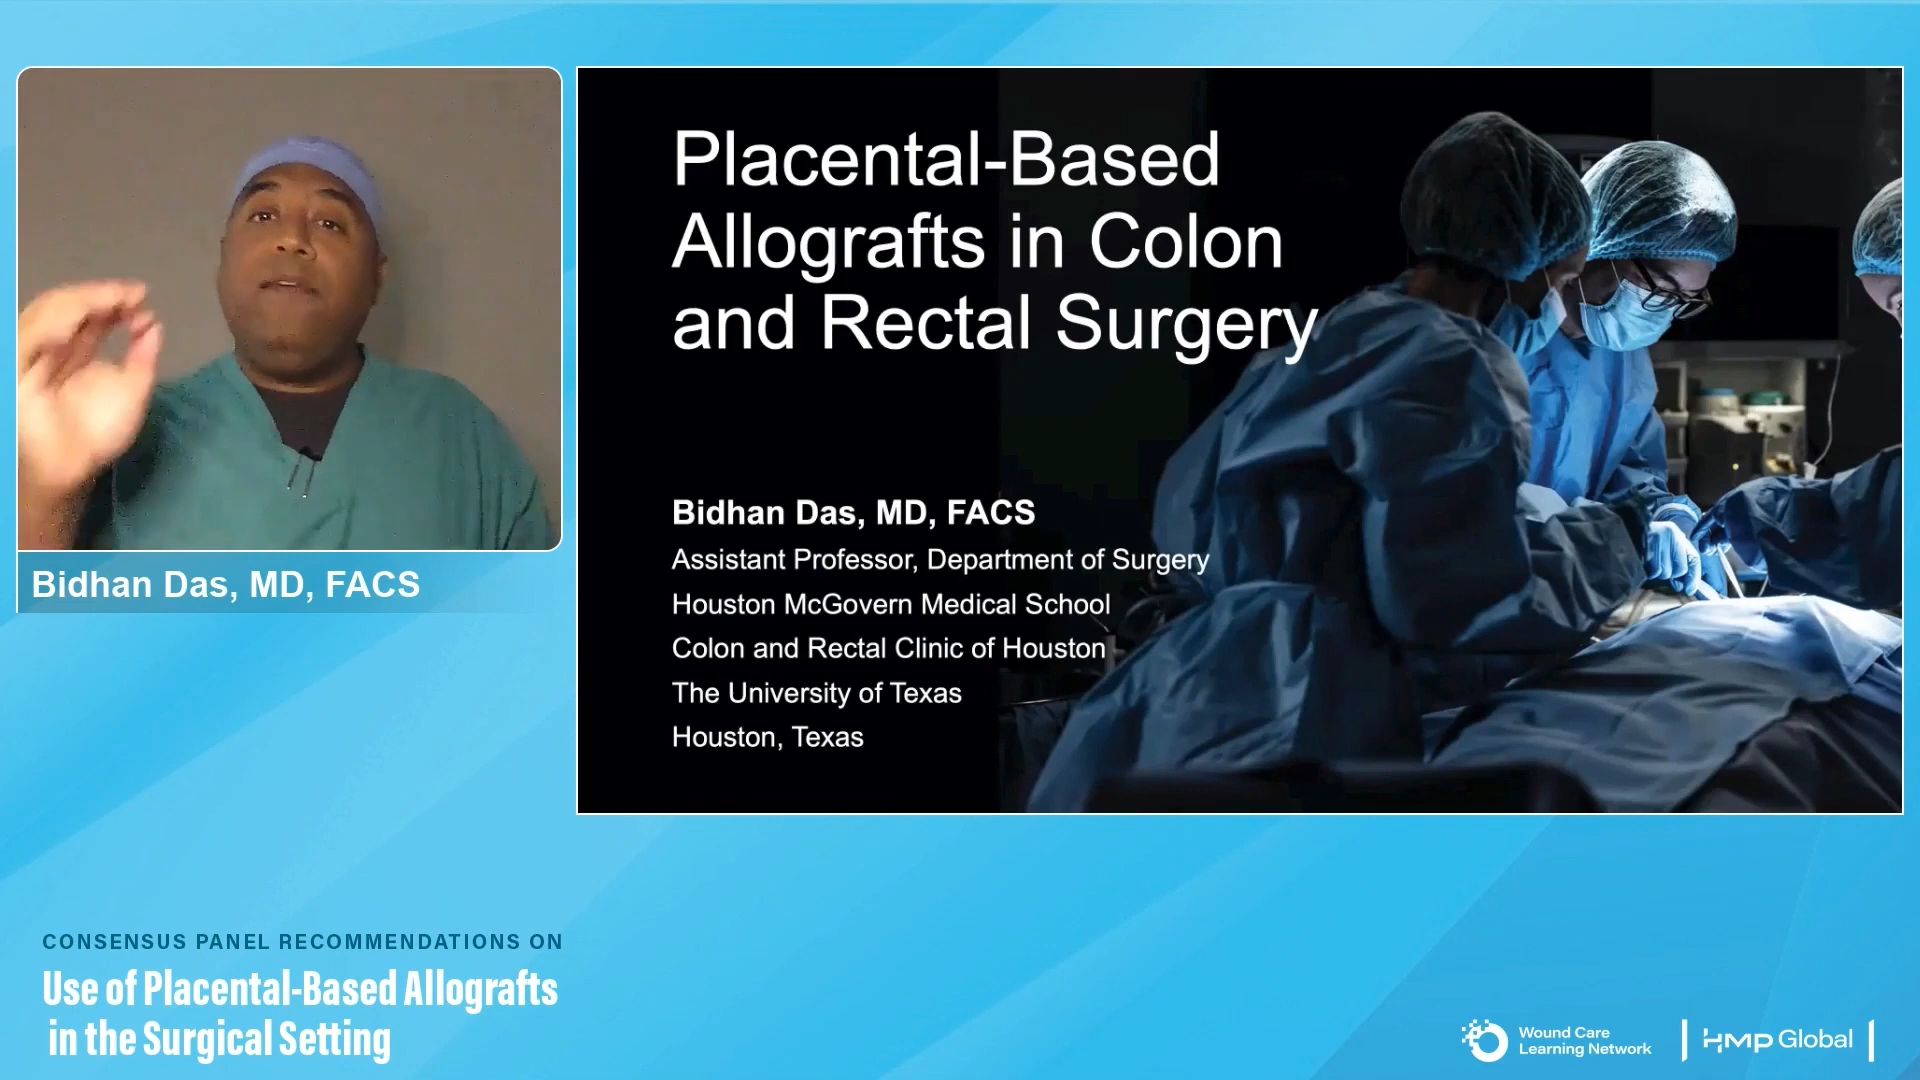 Placental-Based
Allografts in Colon
and Rectal Surgery
Bidhan Das, MD, FACS
Assistant Professor, Department of Surgery
Houston McGovern Medical School
Colon and Rectal Clinic of Houston
The University of Texas
Houston, Texas
Bidhan Das, MD, FACS
CONSENSUS PANEL RECOMMENDATIONS ON
Use of Placental-Based Allografts
in the Surgical Setting
Wound Care
Learning Network
HMP Global